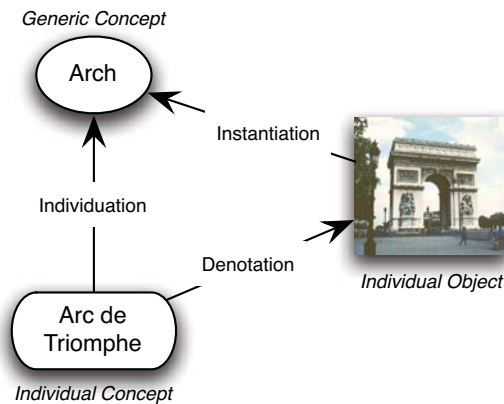 Generic Concept
Arch
Instantiation
Individuation
Denotation
Individual Object
Arc de
Triomphe
Individual Concept